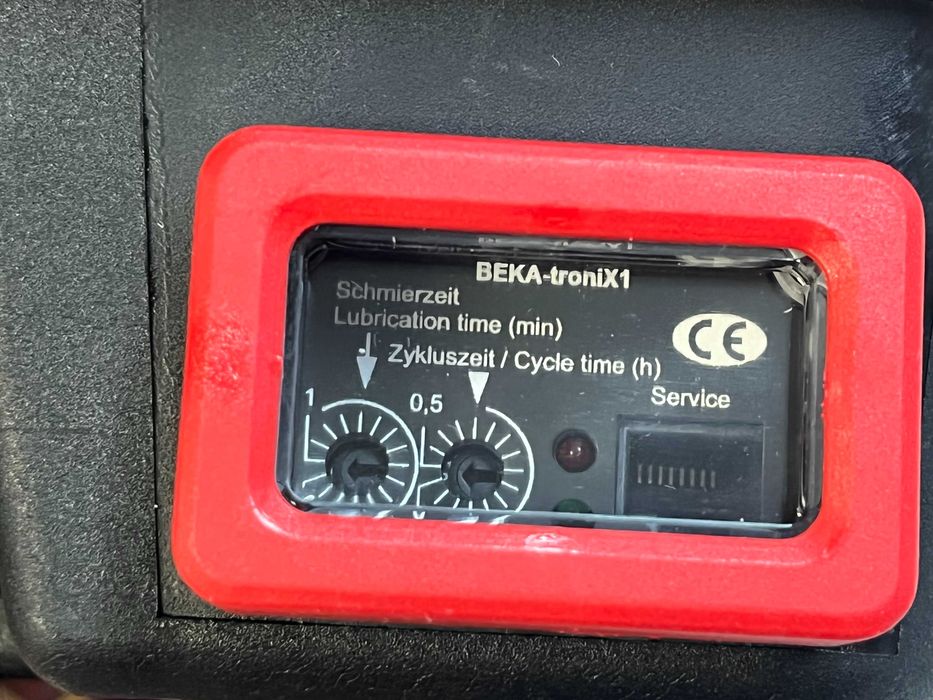 BEKA-troniX1
Schmierzeit
Lubrication time (min)
Zykluszeit / Cycle time (h)
CE
Service
1
0,5